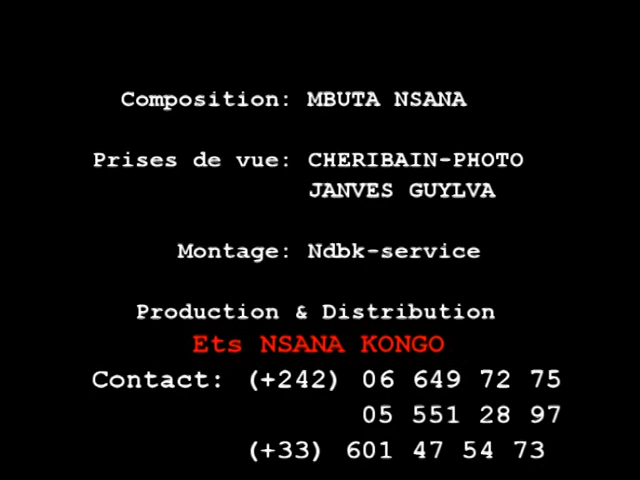 Composition: MBUTA NSANA
Prises de vue: CHERIBAIN-PHOTO
JANVES GUYLVA
Montage: Ndbk-service
Production & Distribution
Ets NSANA KONGO
Contact: (+242) 06 649 72 75
05 551 28 97
(+33) 601 47 54 73